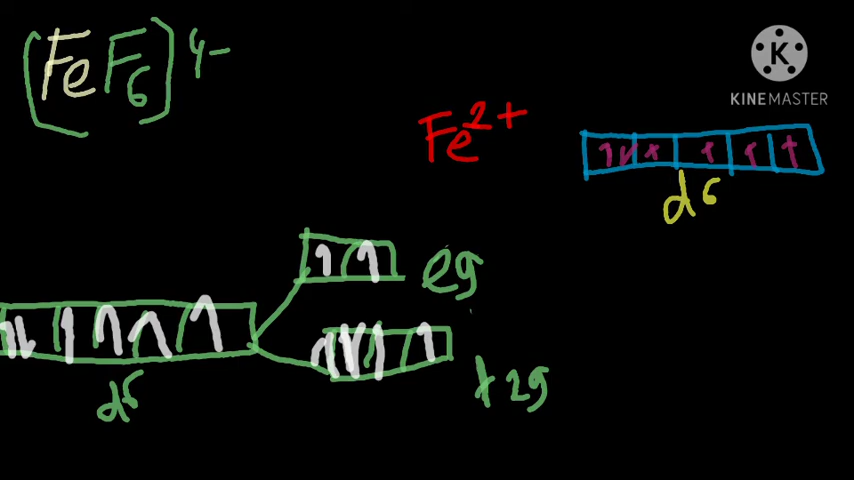 [FeF6]4-
K
KINEMASTER
Fe2+
d6
eg
d6
t2g